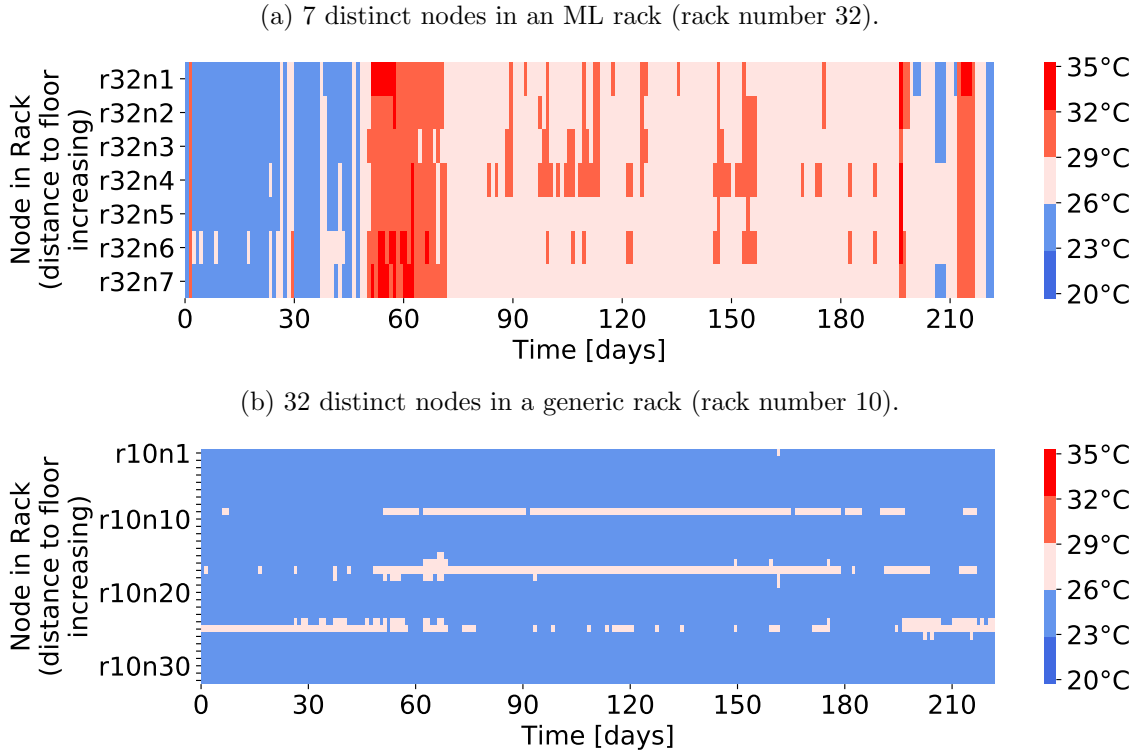 (a) 7 distinct nodes in an ML rack (rack number 32).
Node in Rack
(distance to floor
increasing)
r32n1
r32n2
r32n3
r32n4
r32n5
r32n6
r32n7
0 30 60 90 120 150 180 210
Time [days]
35°C
32°C
29°C
26°C
23°C
20°C
(b) 32 distinct nodes in a generic rack (rack number 10).
Node in Rack
(distance to floor
increasing)
r10n1
r10n10
r10n20
r10n30
0 30 60 90 120 150 180 210
Time [days]
35°C
32°C
29°C
26°C
23°C
20°C